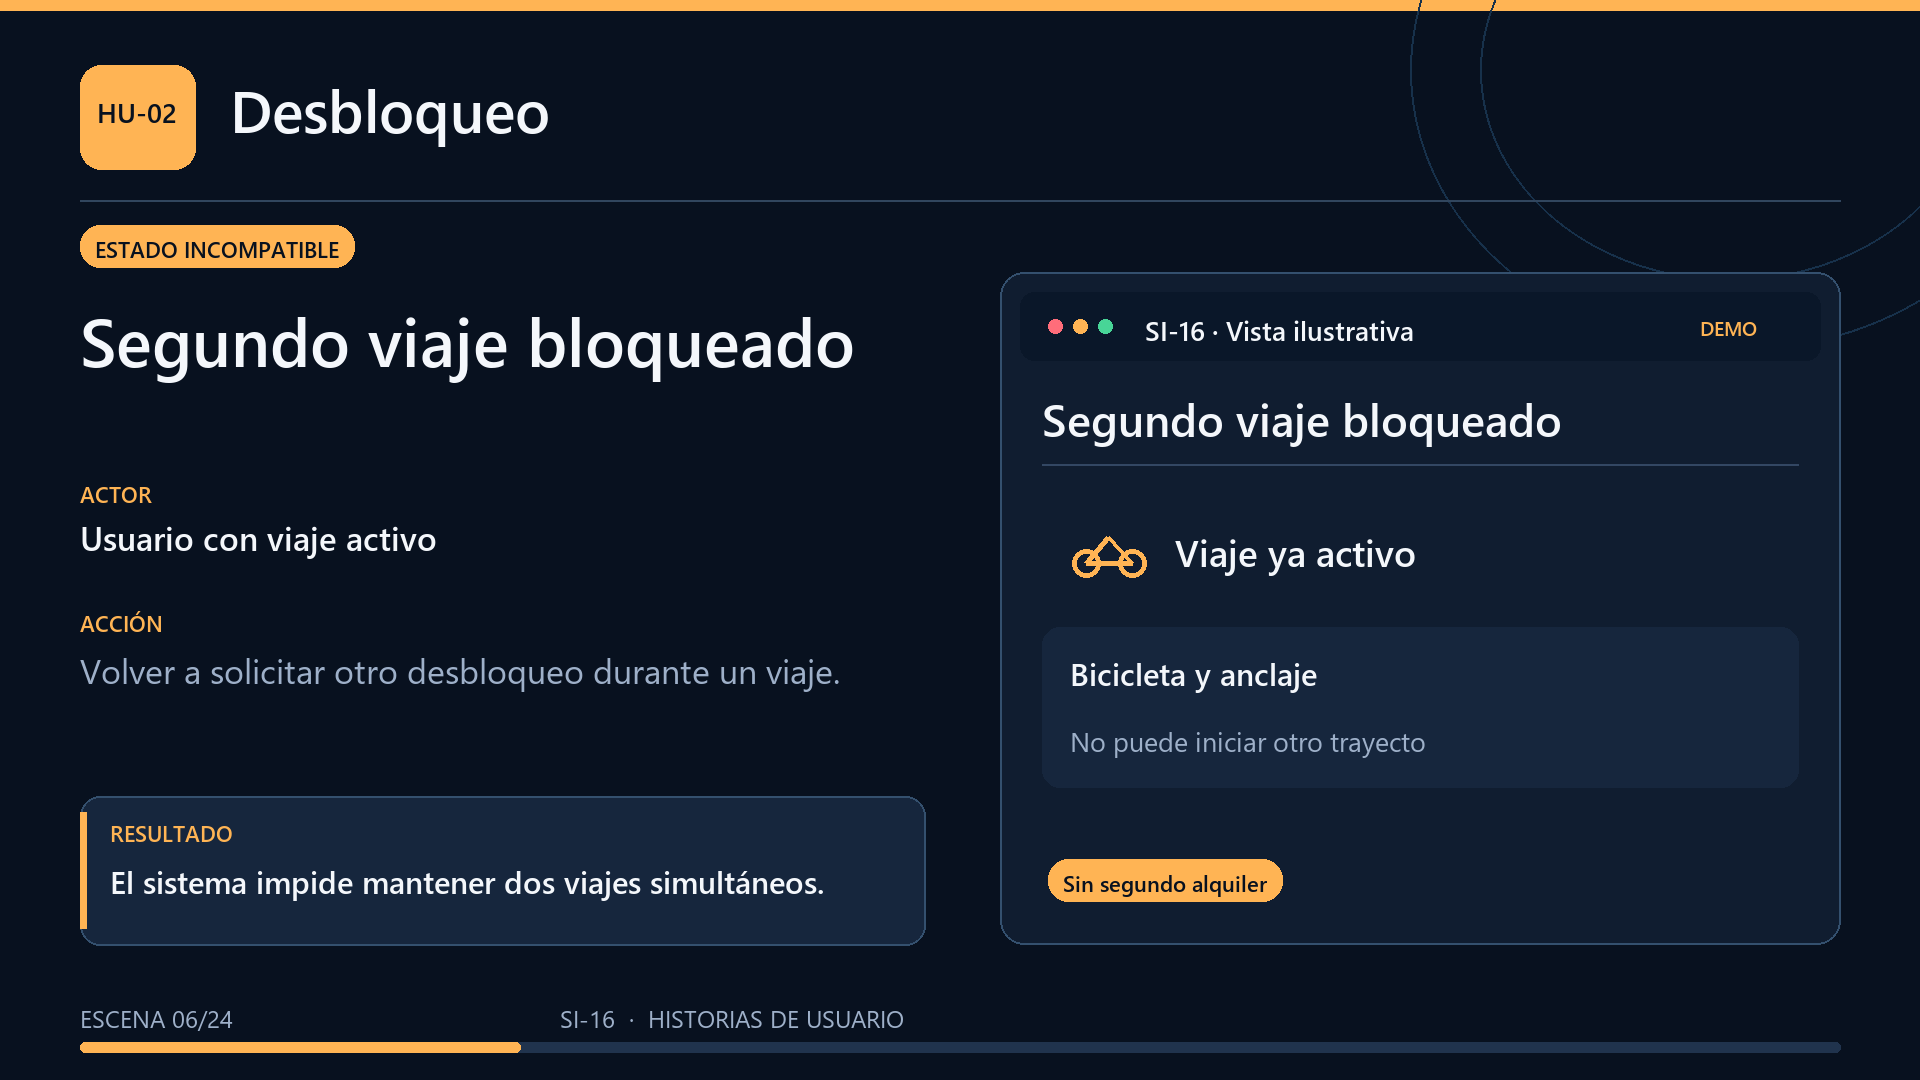 HU-02
Desbloqueo
ESTADO INCOMPATIBLE
Segundo viaje bloqueado
ACTOR
Usuario con viaje activo
ACCIÓN
Volver a solicitar otro desbloqueo durante un viaje.
RESULTADO
El sistema impide mantener dos viajes simultáneos.
SI-16 · Vista ilustrativa
DEMO
Segundo viaje bloqueado
Viaje ya activo
Bicicleta y anclaje
No puede iniciar otro trayecto
Sin segundo alquiler
ESCENA 06/24
SI-16 · HISTORIAS DE USUARIO